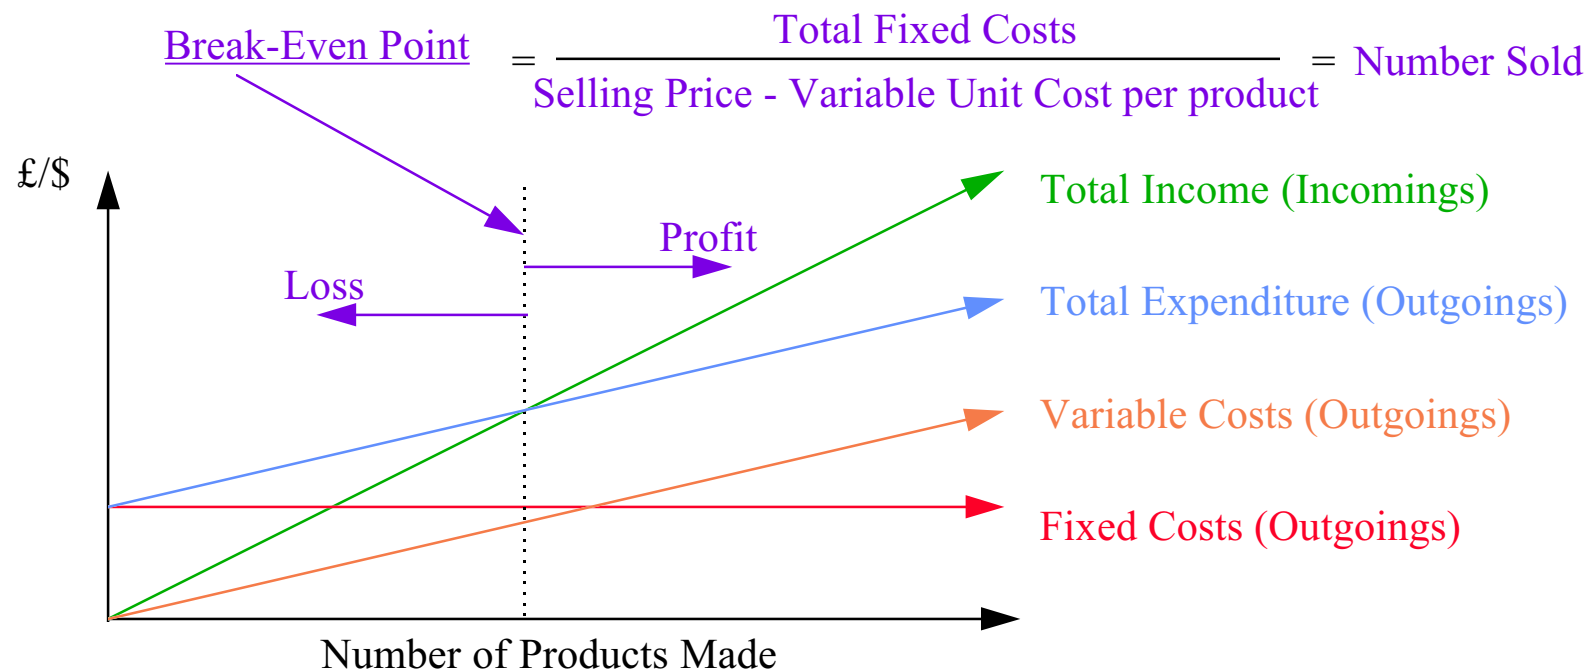 Break-Even Point = Total Fixed Costs = Number Sold
Selling Price - Variable Unit Cost per product
£/$
Total Income (Incomings)
Profit
Loss
Total Expenditure (Outgoings)
Variable Costs (Outgoings)
Fixed Costs (Outgoings)
Number of Products Made